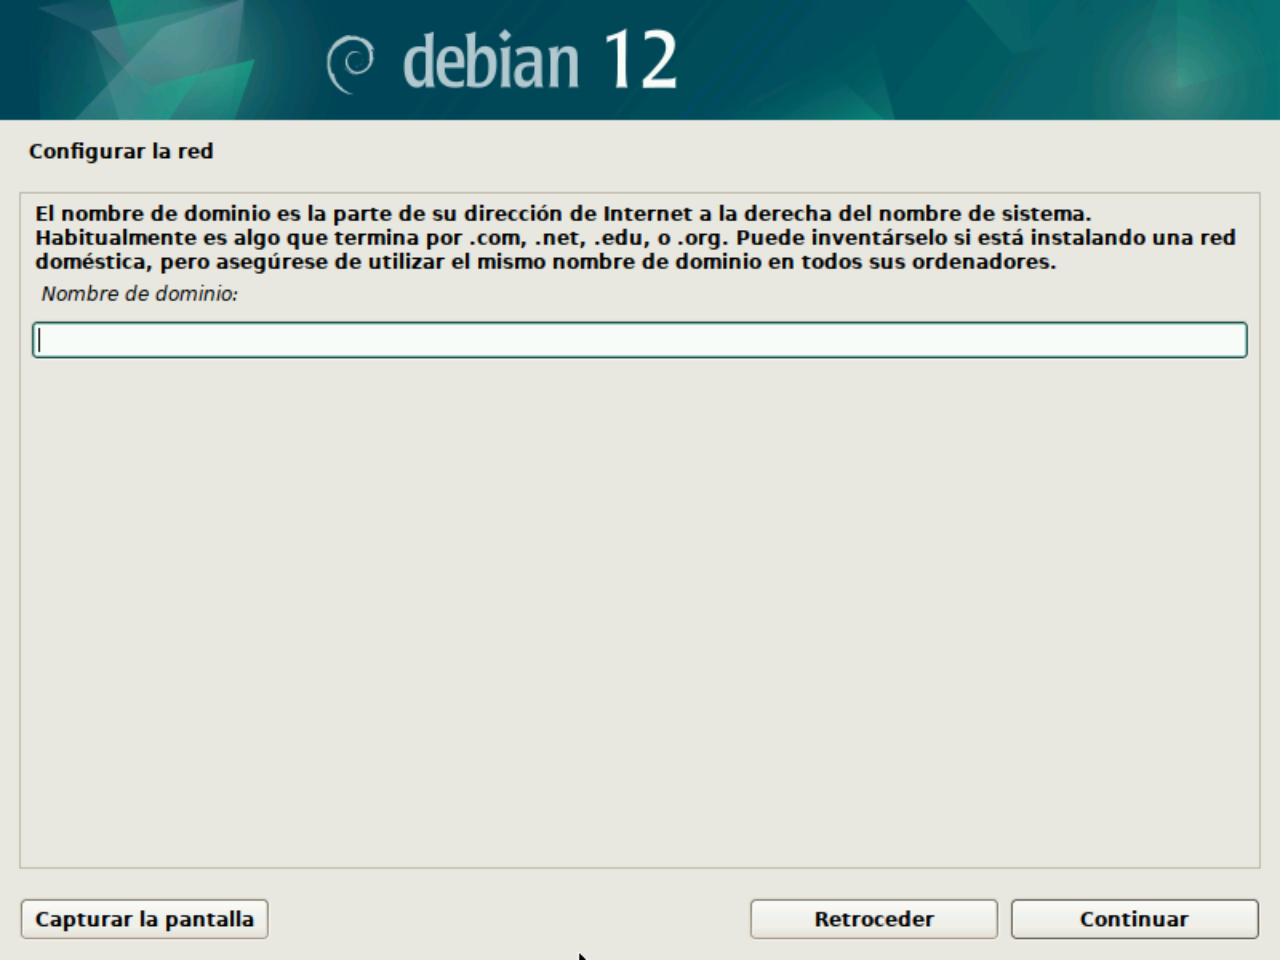 debian 12
Configurar la red
El nombre de dominio es la parte de su dirección de Internet a la derecha del nombre de sistema.
Habitualmente es algo que termina por .com, .net, .edu, o .org. Puede inventárselo si está instalando una red
doméstica, pero asegúrese de utilizar el mismo nombre de dominio en todos sus ordenadores.
Nombre de dominio:
Capturar la pantalla
Retroceder
Continuar